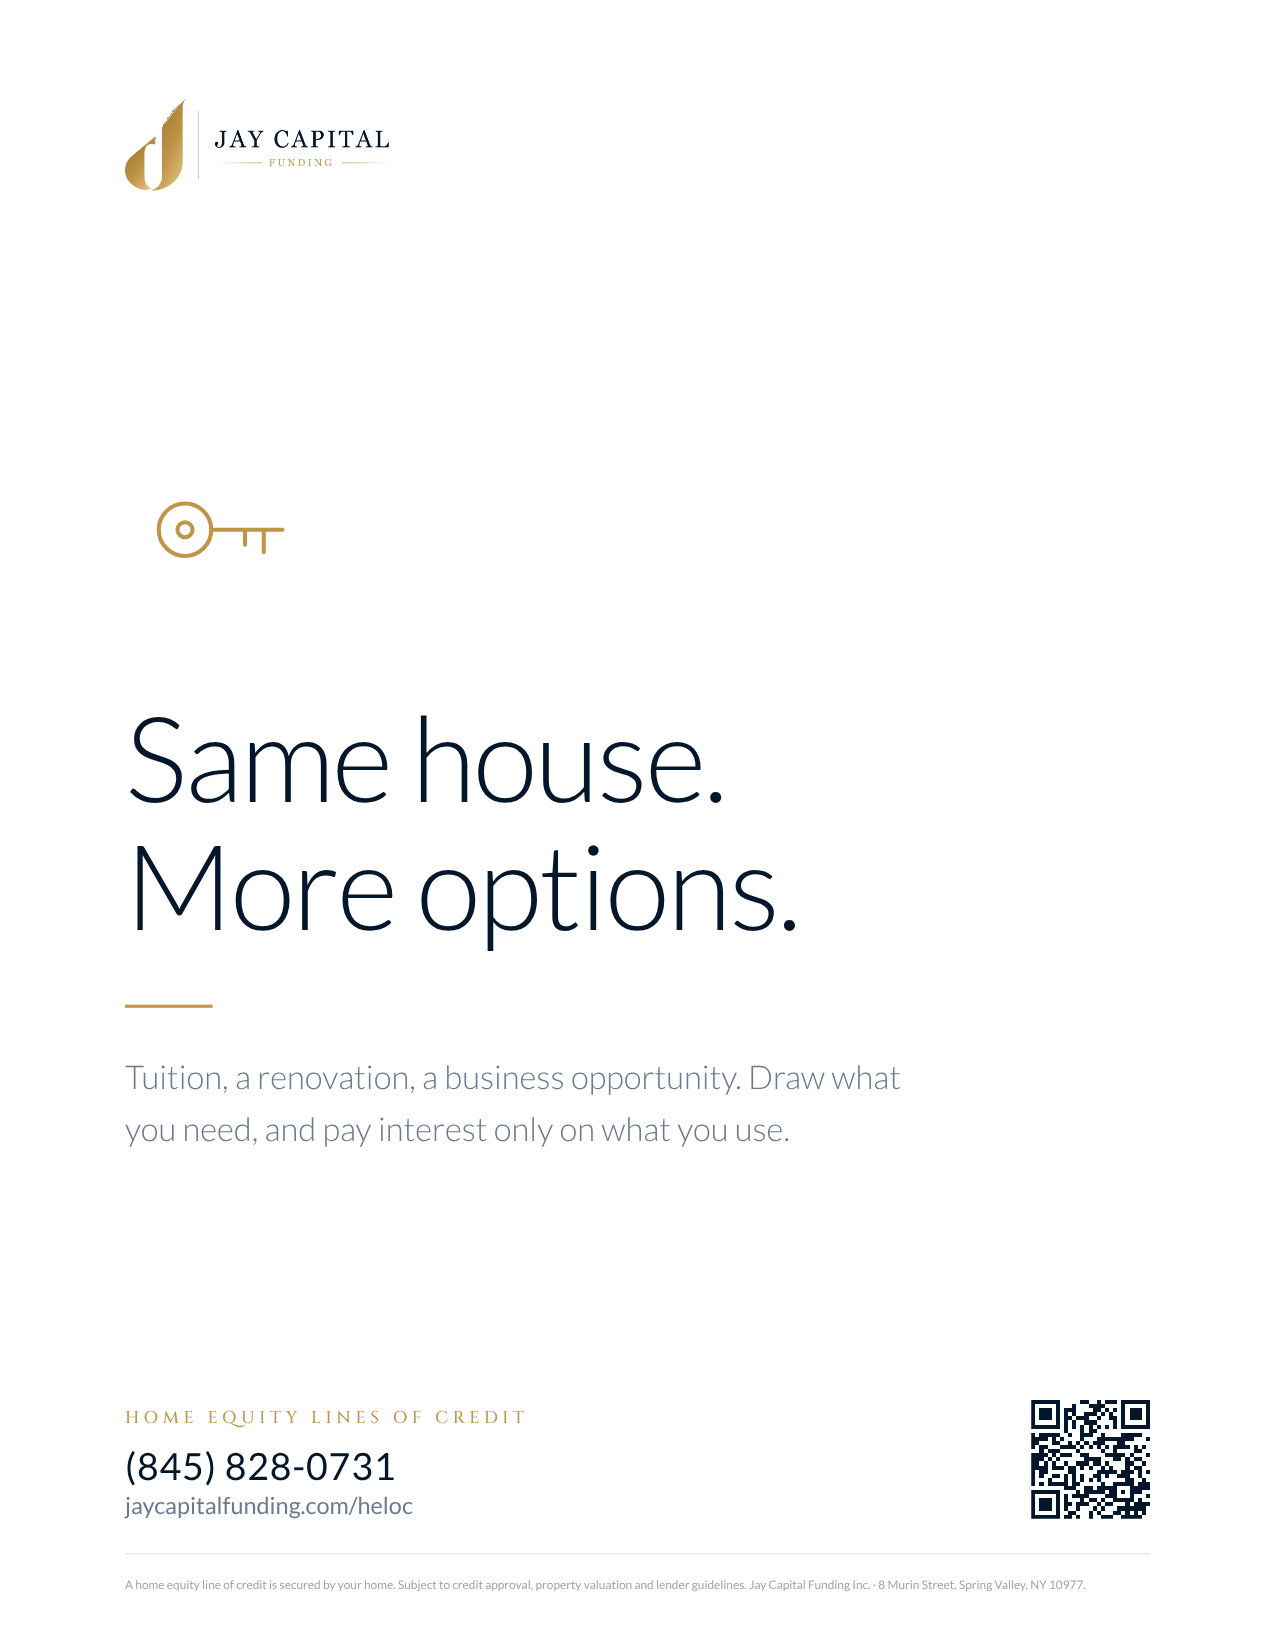 JAY CAPITAL
FUNDING
Same house.
More options.
Tuition, a renovation, a business opportunity. Draw what
you need, and pay interest only on what you use.
HOME EQUITY LINES OF CREDIT
(845) 828-0731
jaycapitalfunding.com/heloc
A home equity line of credit is secured by your home. Subject to credit approval, property valuation and lender guidelines. Jay Capital Funding Inc. · 8 Murin Street, Spring Valley, NY 10977.